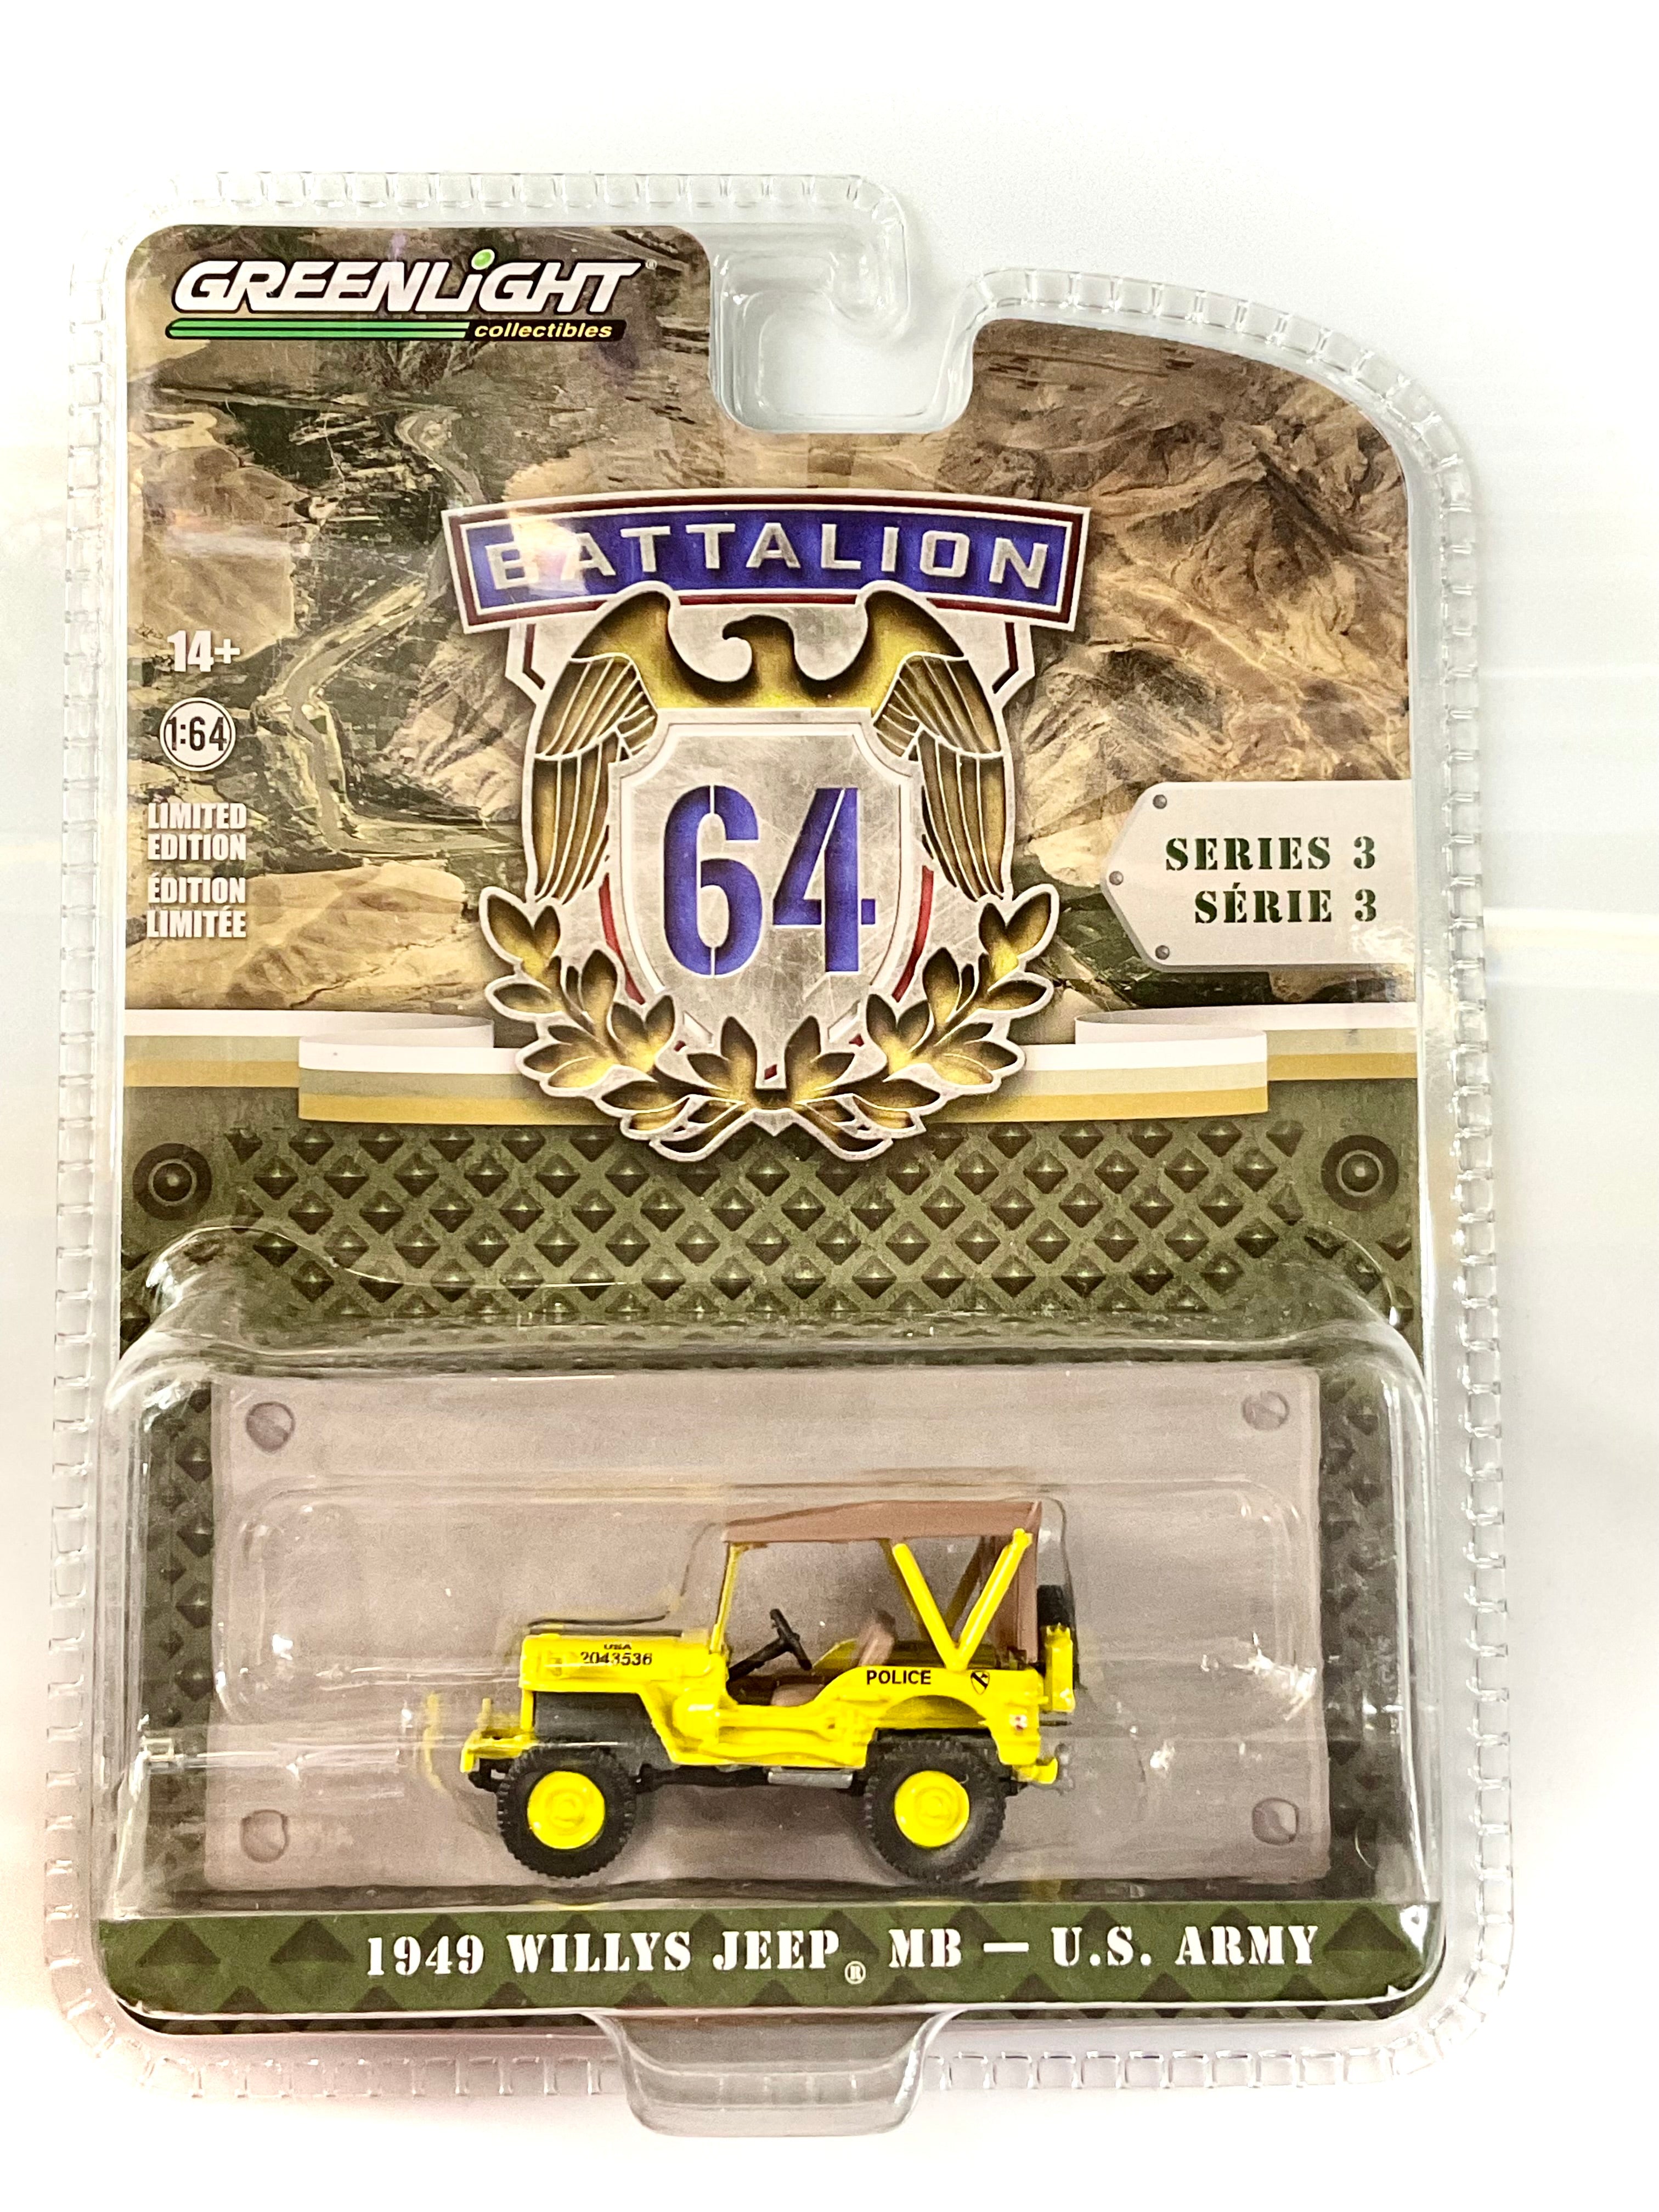 GREENLiGHT®
collectibles
BATTALION
64
14+
1:64
LIMITED
EDITION
ÉDITION
LIMITÉE
SERIES 3
SÉRIE 3
USA
2043536
POLICE
1949 WILLYS JEEP® MB — U.S. ARMY